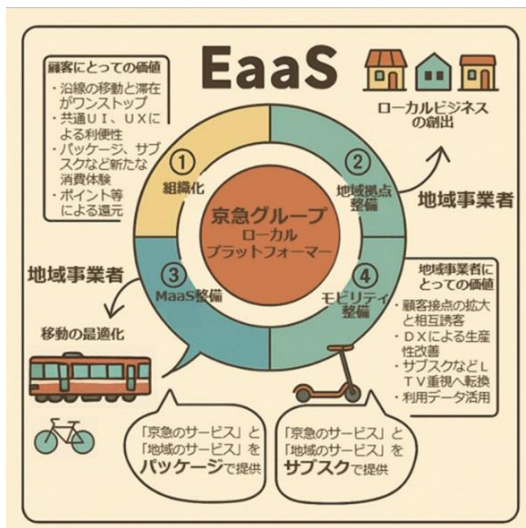 EaaS
顧客にとっての価値
・沿線の移動と滞在
がワンストップ
・共通UI、UXに
よる利便性
・パッケージ、サブ
スクなど新たな
消費体験
・ポイント等
による還元
ローカルビジネス
の創出
地域事業者
①
組織化
②
地域拠点
整備
京急グループ
ローカル
プラットフォーマー
③
MaaS整備
④
モビリティ
整備
地域事業者
移動の最適化
地域事業者に
とっての価値
・顧客接点の拡大
と相互誘客
・DXによる生産
性改善
・サブスクなどL
TV重視へ転換
・利用データ活用
「京急のサービス」と
「地域のサービス」を
パッケージで提供
「京急のサービス」と
「地域のサービス」を
サブスクで提供